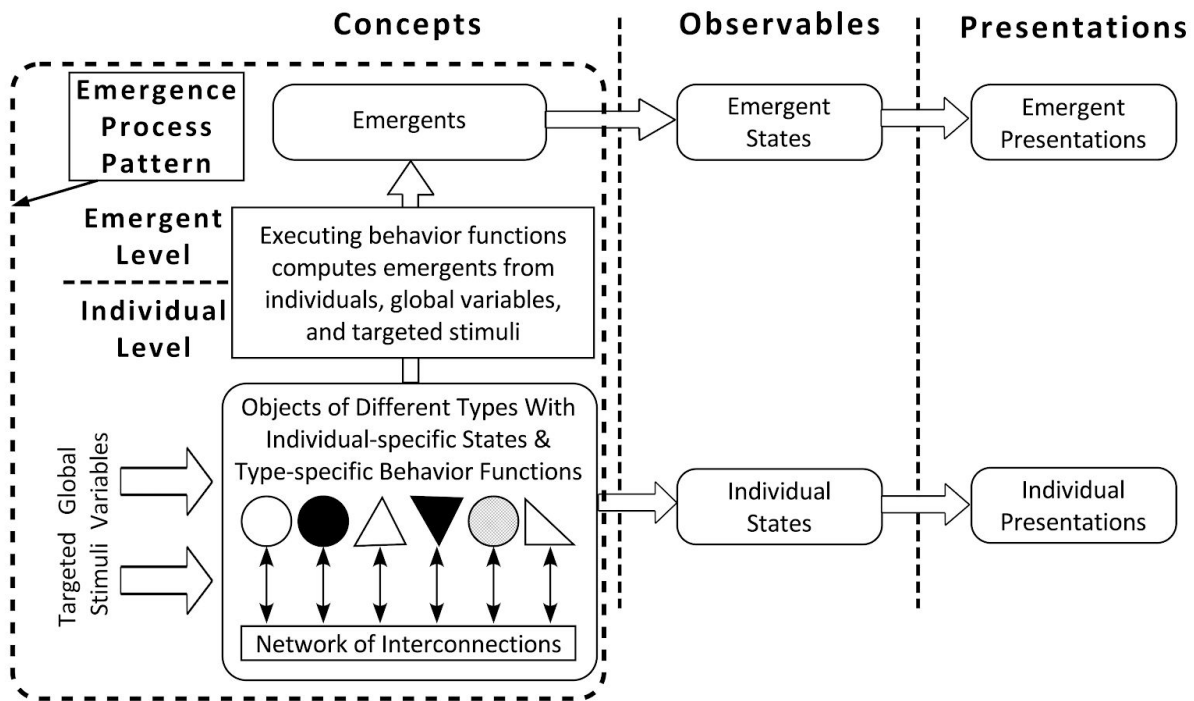 Concepts
Observables
Presentations
Emergence
Process
Pattern
Emergents
Emergent
States
Emergent
Presentations
Emergent
Level
Individual
Level
Executing behavior functions
computes emergents from
individuals, global variables,
and targeted stimuli
Objects of Different Types With
Individual-specific States &
Type-specific Behavior Functions
Global
Variables
Targeted
Stimuli
Network of Interconnections
Individual
States
Individual
Presentations